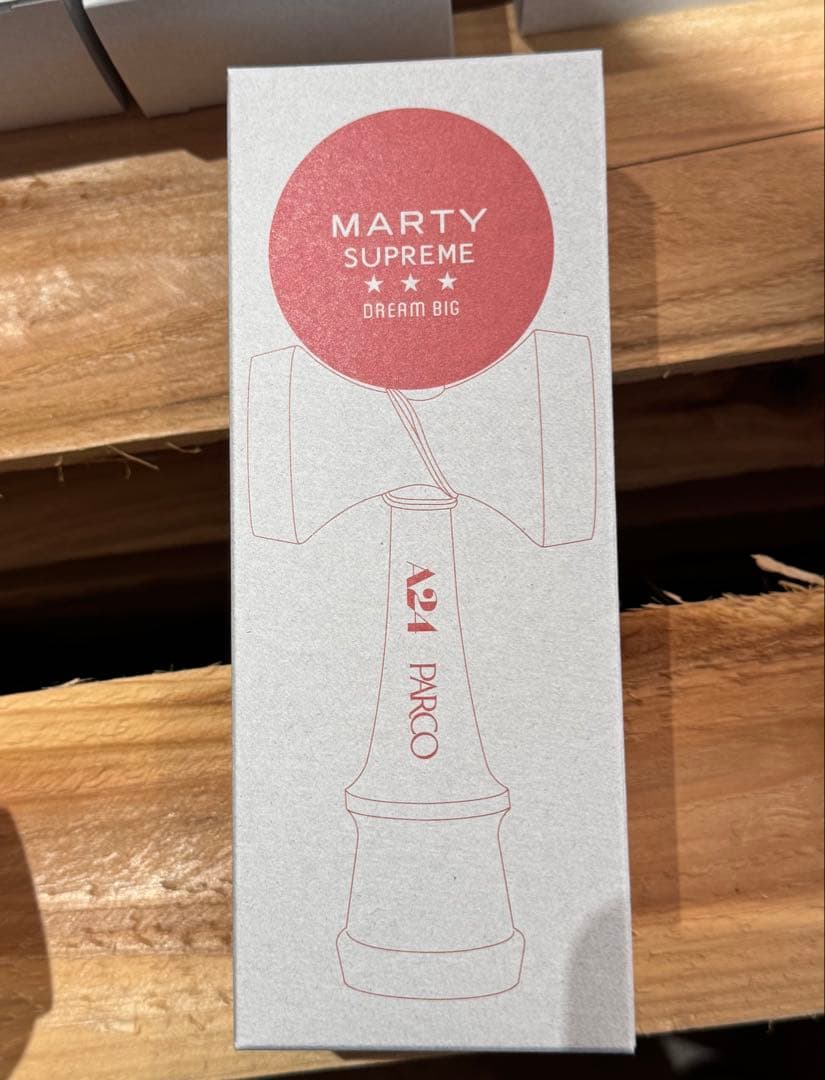 MARTY
SUPREME
★ ★ ★
DREAM BIG
A24 PARCO